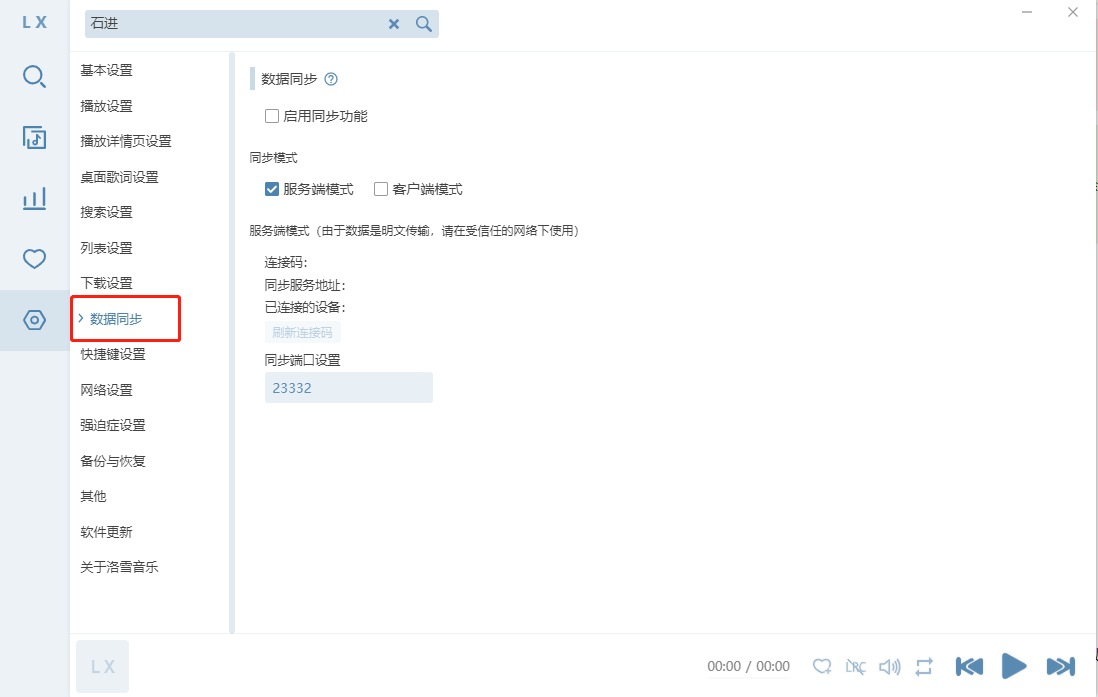 LX
石进
基本设置
播放设置
播放详情页设置
桌面歌词设置
搜索设置
列表设置
下载设置
数据同步
快捷键设置
网络设置
强迫症设置
备份与恢复
其他
软件更新
关于洛雪音乐
数据同步
启用同步功能
同步模式
服务端模式 客户端模式
服务端模式（由于数据是明文传输，请在受信任的网络下使用）
连接码：
同步服务地址：
已连接的设备：
刷新连接码
同步端口设置
23332
LX
00:00 / 00:00
LRC